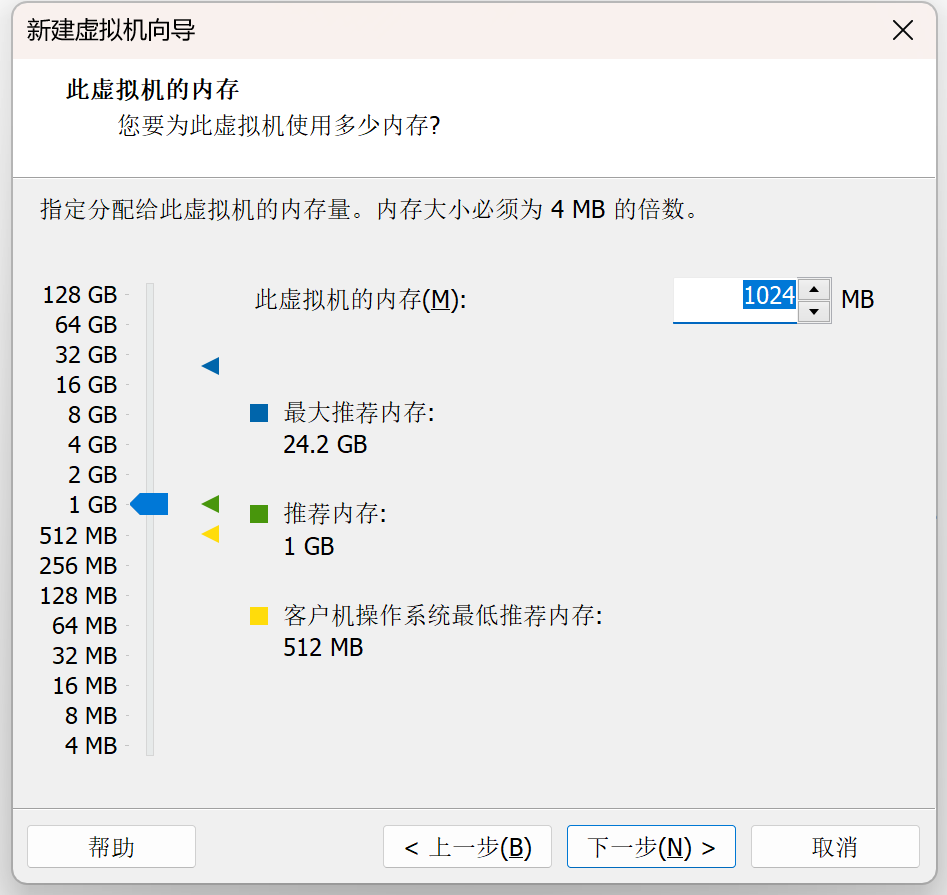 新建虚拟机向导
此虚拟机的内存
您要为此虚拟机使用多少内存?
指定分配给此虚拟机的内存量。内存大小必须为 4 MB 的倍数。
此虚拟机的内存(M):
1024 MB
128 GB
64 GB
32 GB
16 GB
8 GB
4 GB
2 GB
1 GB
512 MB
256 MB
128 MB
64 MB
32 MB
16 MB
8 MB
4 MB
最大推荐内存:
24.2 GB
推荐内存:
1 GB
客户机操作系统最低推荐内存:
512 MB
帮助
< 上一步(B)
下一步(N) >
取消